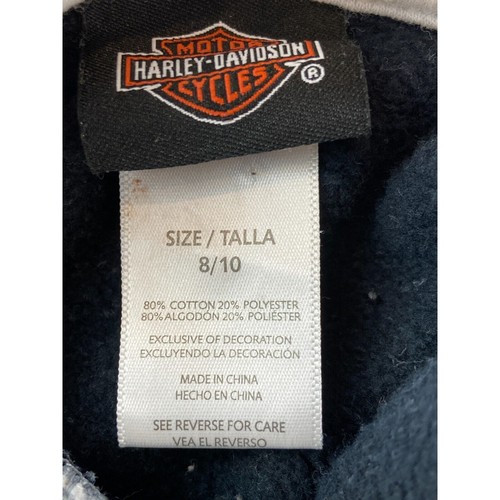 MOTOR
HARLEY-DAVIDSON
CYCLES
®
SIZE / TALLA
8/10
80% COTTON 20% POLYESTER
80% ALGODÓN 20% POLIÉSTER
EXCLUSIVE OF DECORATION
EXCLUYENDO LA DECORACIÓN
MADE IN CHINA
HECHO EN CHINA
SEE REVERSE FOR CARE
VEA EL REVERSO